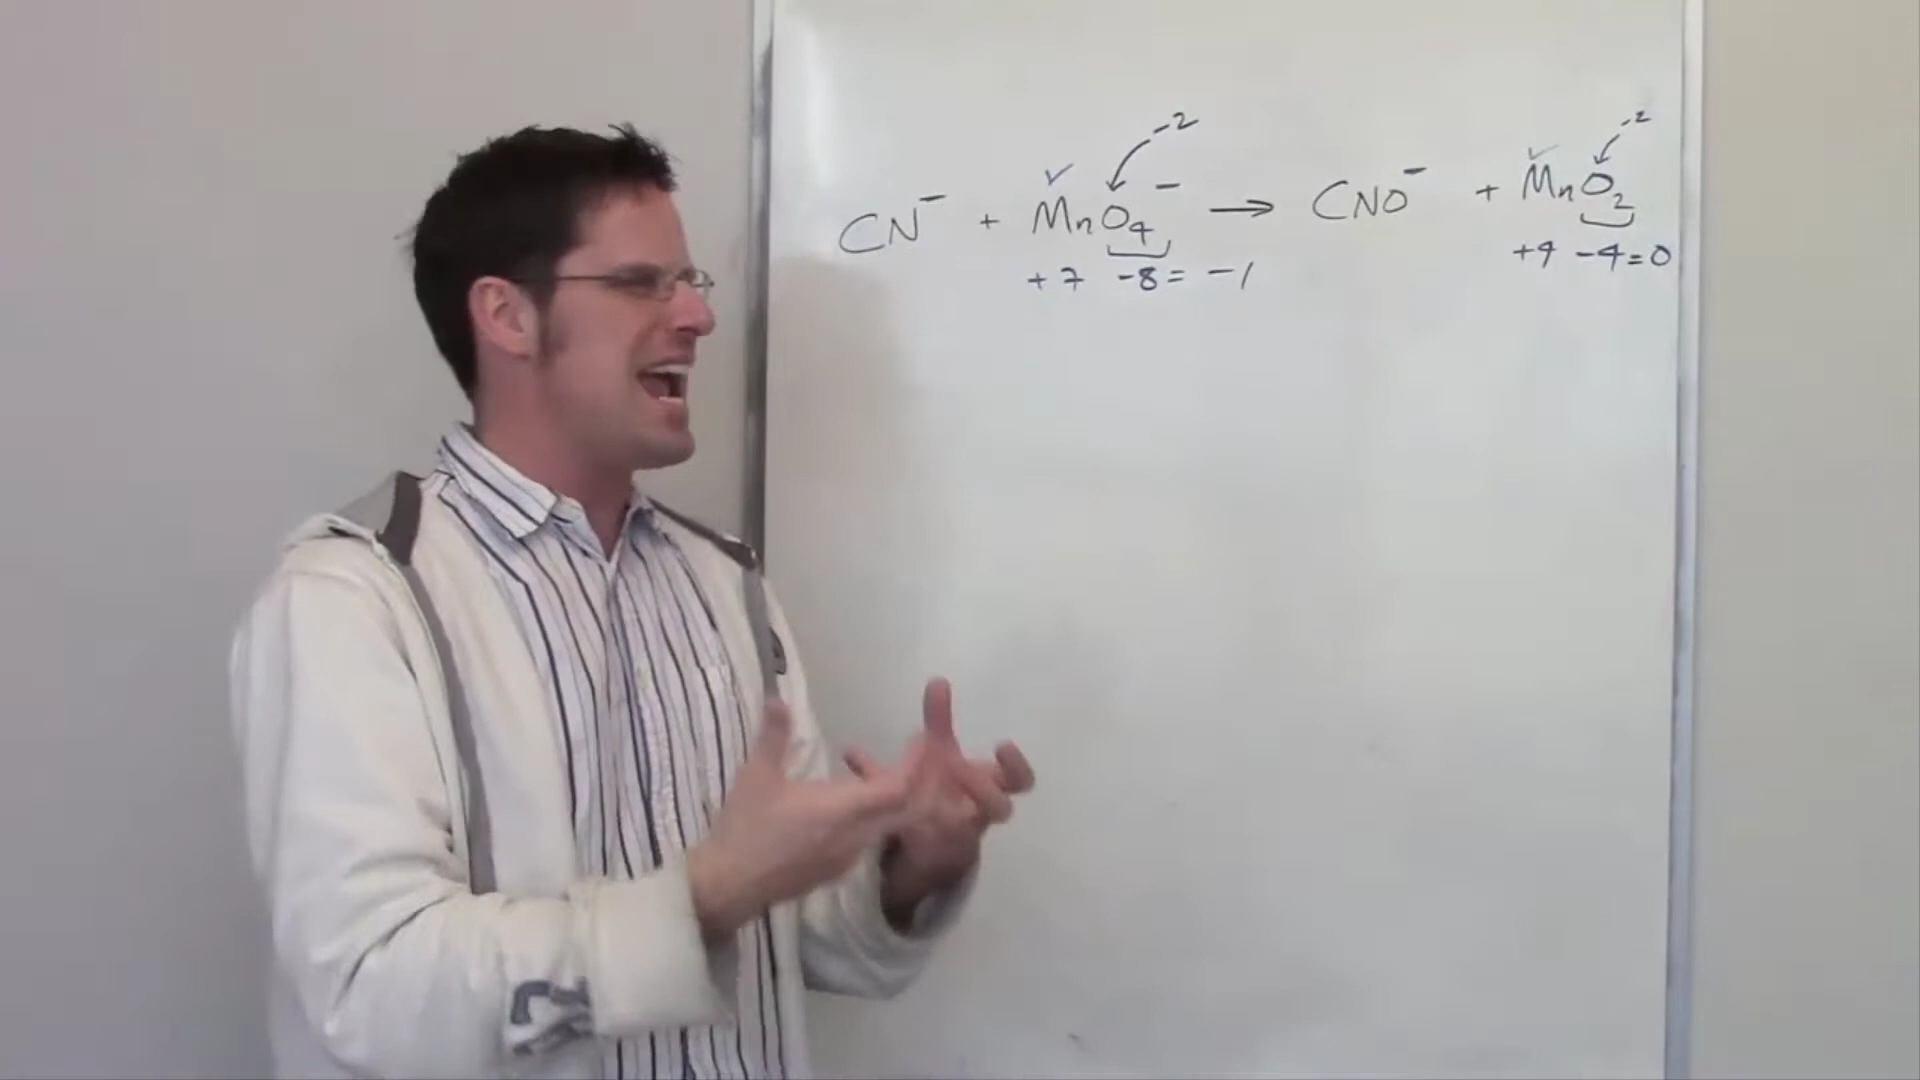 -2 -2
✓ ✓
CN⁻ + MnO₄⁻ → CNO⁻ + MnO₂
+7 -8 = -1 +4 -4 = 0